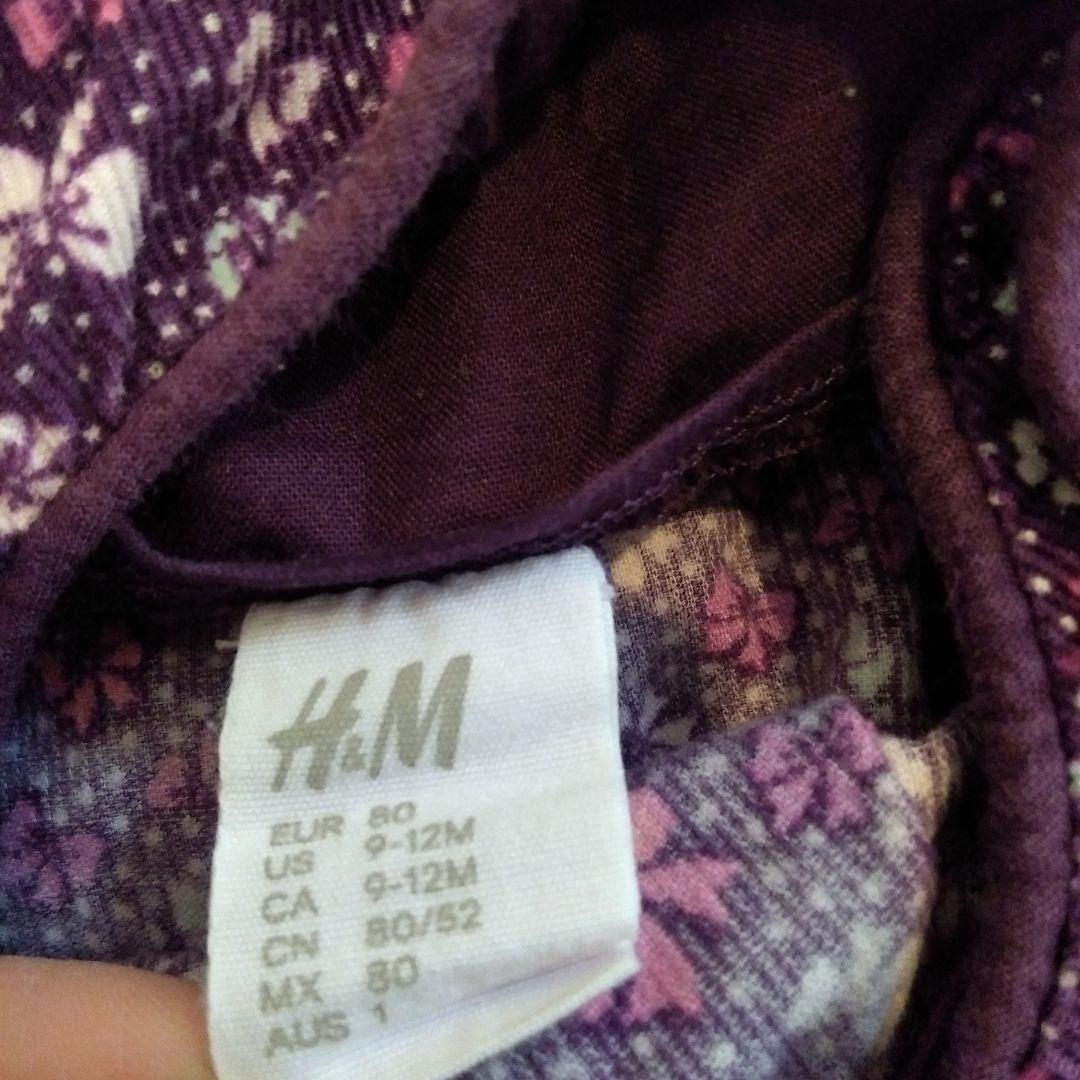 H&M
EUR 80
US 9-12M
CA 9-12M
CN 80/52
MX 80
AUS 1